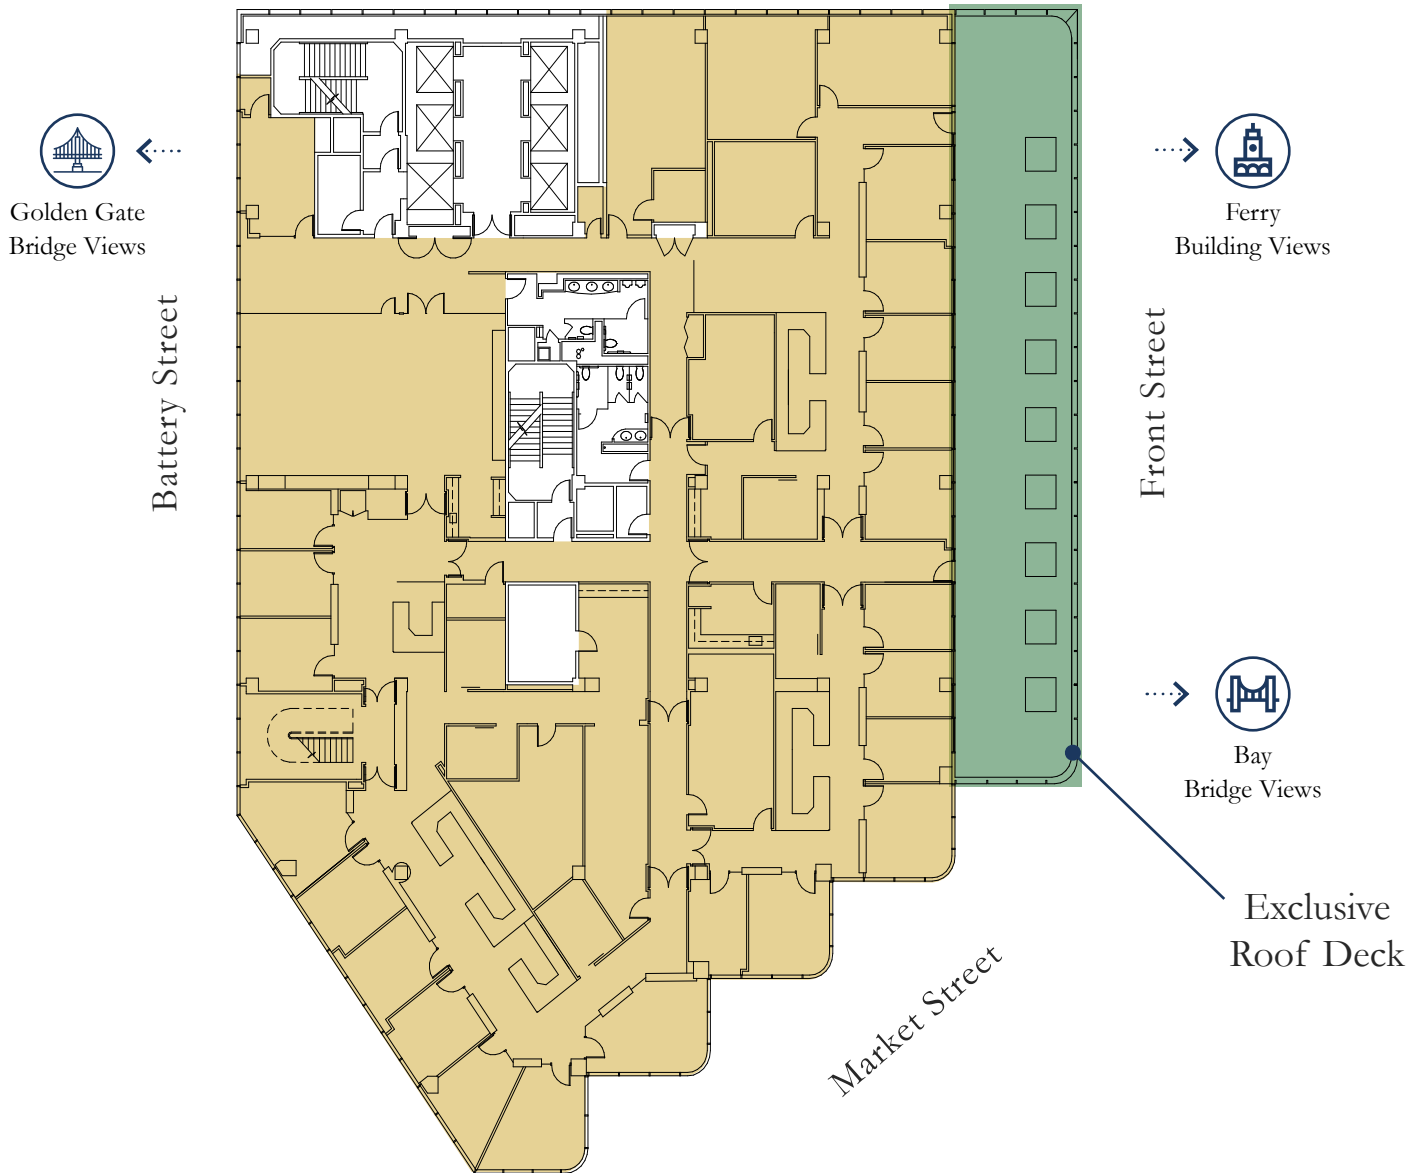 Golden Gate
Bridge Views
Ferry
Building Views
Battery Street
Front Street
Bay
Bridge Views
Exclusive
Roof Deck
Market Street